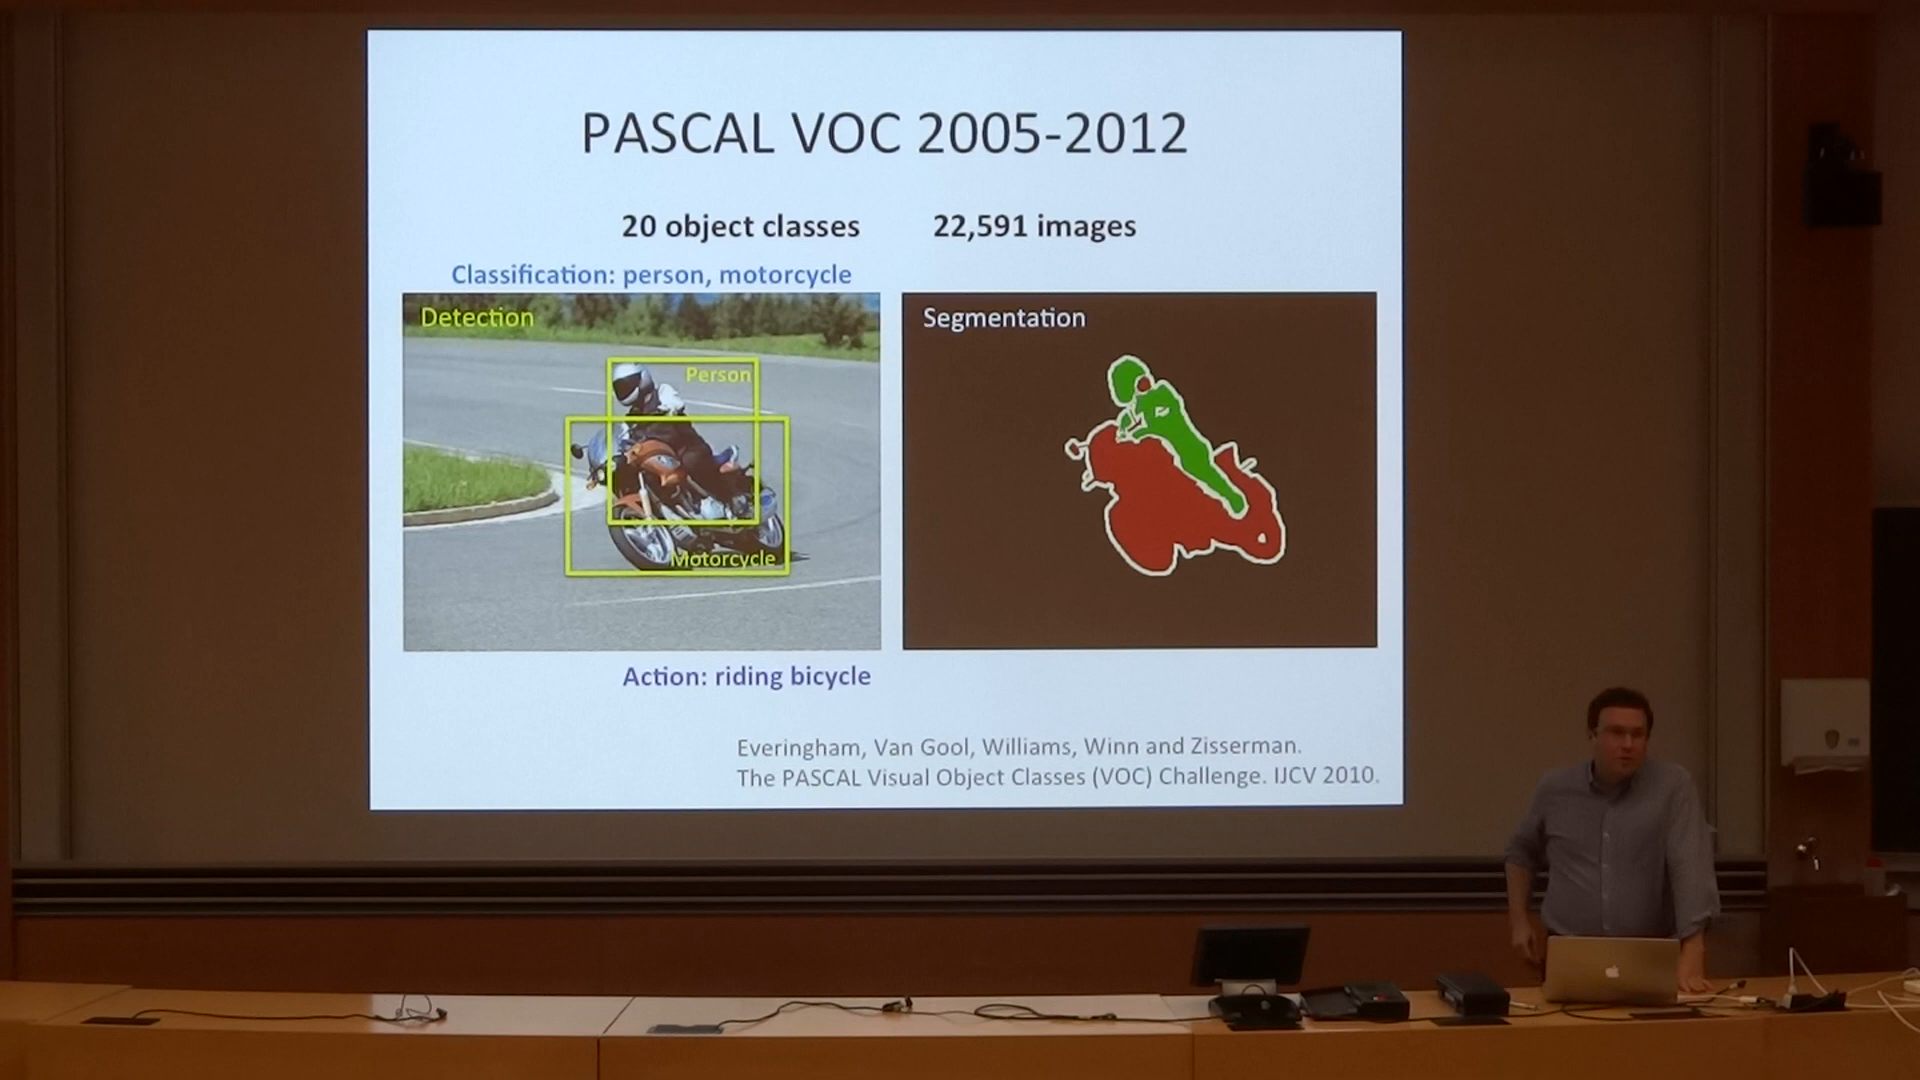 PASCAL VOC 2005-2012
20 object classes 22,591 images
Classification: person, motorcycle
Detection
Segmentation
Person
Motorcycle
Action: riding bicycle
Everingham, Van Gool, Williams, Winn and Zisserman.
The PASCAL Visual Object Classes (VOC) Challenge. IJCV 2010.